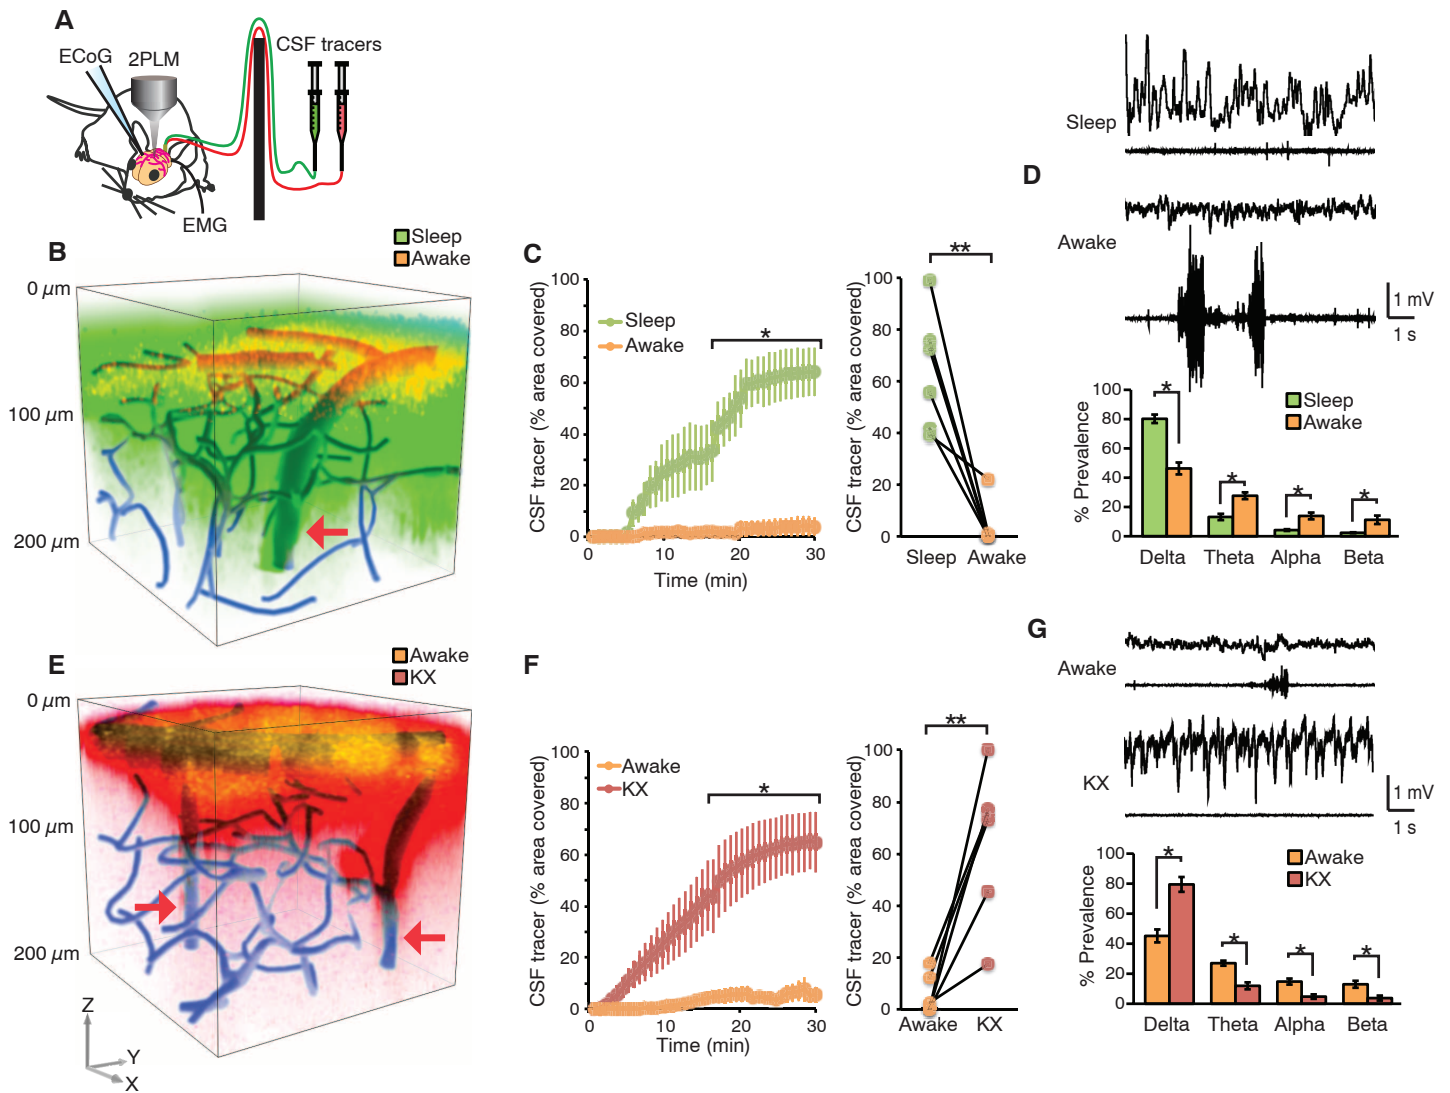 A
ECoG
2PLM
CSF tracers
EMG
B
Sleep
Awake
0 µm
100 µm
200 µm
C
CSF tracer (% area covered)
100
80
60
40
20
0
Sleep
Awake
*
0
10
20
30
Time (min)
CSF tracer (% area covered)
100
80
60
40
20
0
**
Sleep
Awake
D
Sleep
Awake
1 mV
1 s
% Prevalence
100
80
60
40
20
0
Sleep
Awake
*
*
*
*
Delta
Theta
Alpha
Beta
E
Awake
KX
0 µm
100 µm
200 µm
Z
Y
X
F
CSF tracer (% area covered)
100
80
60
40
20
0
Awake
KX
*
0
10
20
30
Time (min)
CSF tracer (% area covered)
100
80
60
40
20
0
**
Awake
KX
G
Awake
KX
1 mV
1 s
% Prevalence
100
80
60
40
20
0
Awake
KX
*
*
*
*
Delta
Theta
Alpha
Beta